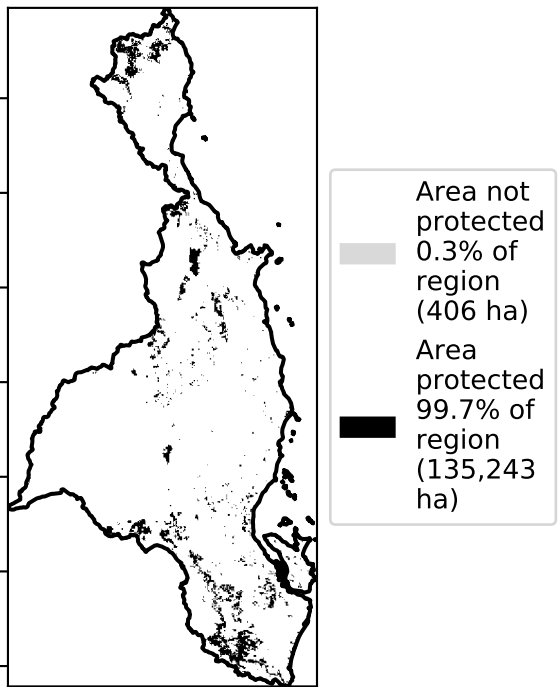 Area not
protected
0.3% of
region
(406 ha)
Area
protected
99.7% of
region
(135,243
ha)